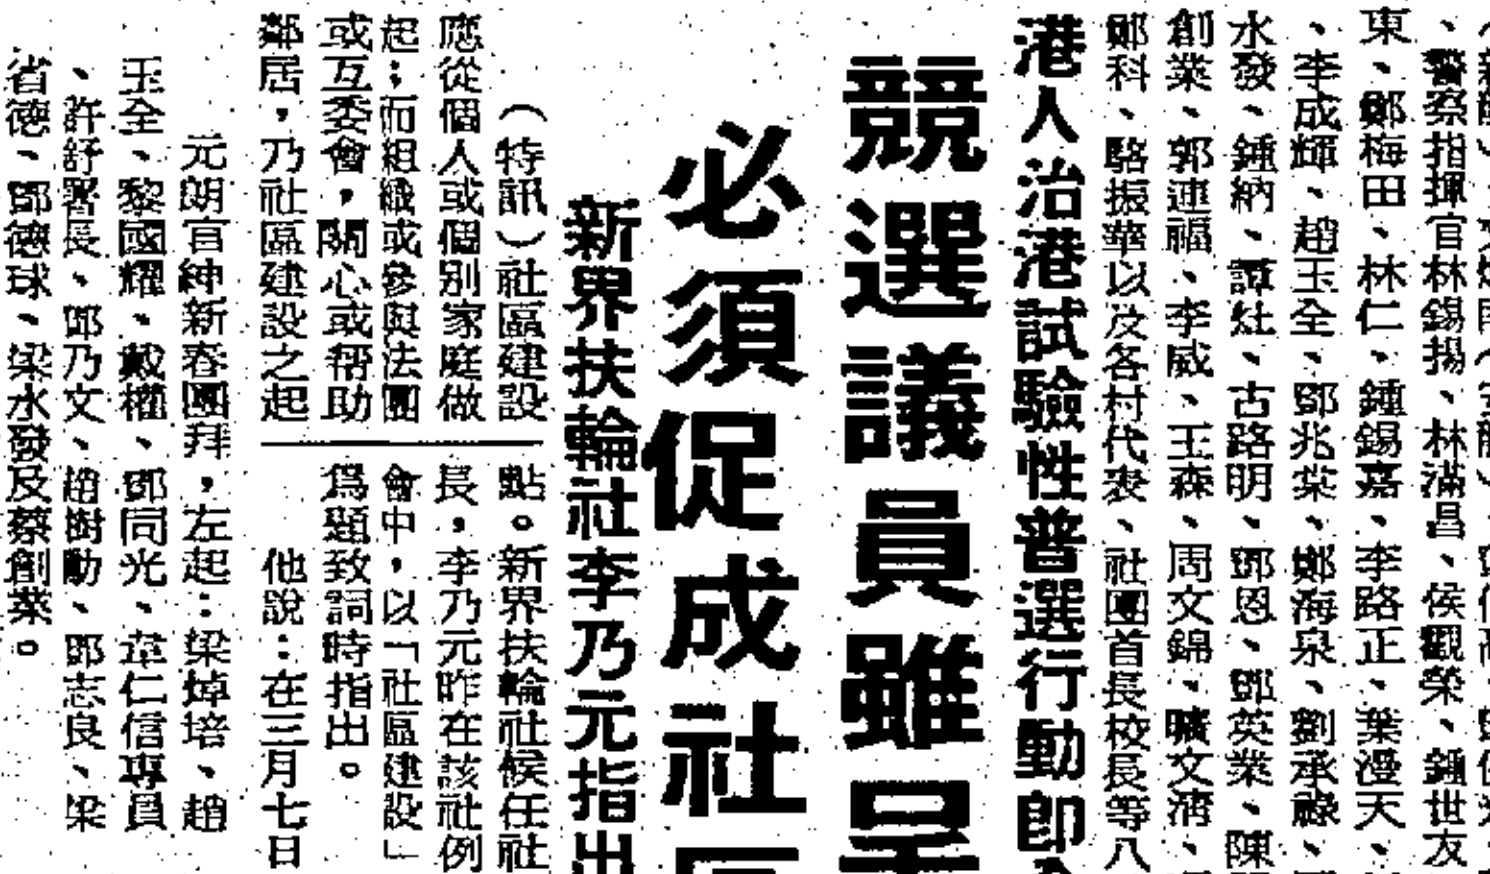 、警察指揮官林錫揚、林滿昌、侯觀榮、鍾世友
東、鄭梅田、林仁、鍾錫嘉、李路正、葉漫天、
、李成輝、趙玉全、鄧兆棠、鄭海泉、劉承祿、
水發、鍾納、譚灶、古路明、鄧恩、鄧英業、陳
創業、郭連福、李威、王森、周文錦、曠文濤、
鄭科、駱振華以及各村代表、社團首長校長等八
港人治港試驗性普選行動即
競選議員雖呈
必須促成社區
新界扶輪社李乃元指出
（特訊）社區建設
應從個人或個別家庭做
起；而組織或參與法團
或互委會，關心或幫助
鄰居，乃社區建設之起
點。新界扶輪社候任社
長，李乃元昨在該社例
會中，以「社區建設」
爲題致詞時指出。
他說：在三月七日
元朗官紳新春團拜，左起：梁焯培、趙
玉全、黎國耀、戴權、鄧同光、韋仁信專員
、許舒署長、鄧乃文、趙樹勳、鄧志良、梁
省德、鄧德球、梁水發及蔡創業。